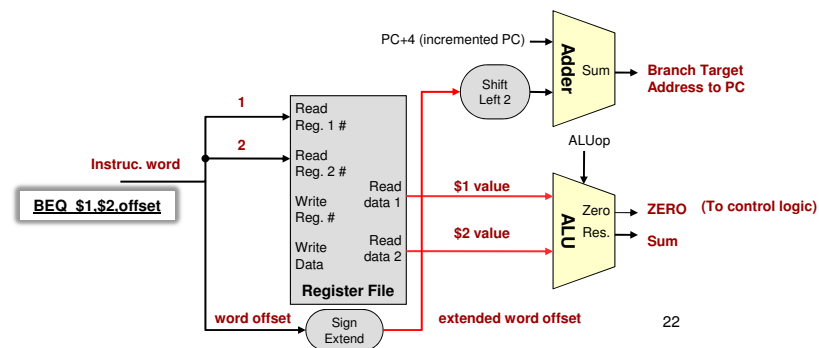 PC+4 (incremented PC)
Adder
Sum
Branch Target
Address to PC
Shift
Left 2
1
Read
Reg. 1 #
2
Read
Reg. 2 #
Instruc. word
BEQ $1,$2,offset
Write
Reg. #
Write
Data
Read
data 1
Read
data 2
Register File
$1 value
$2 value
ALUop
ALU
Zero
Res.
ZERO (To control logic)
Sum
word offset
Sign
Extend
extended word offset
22